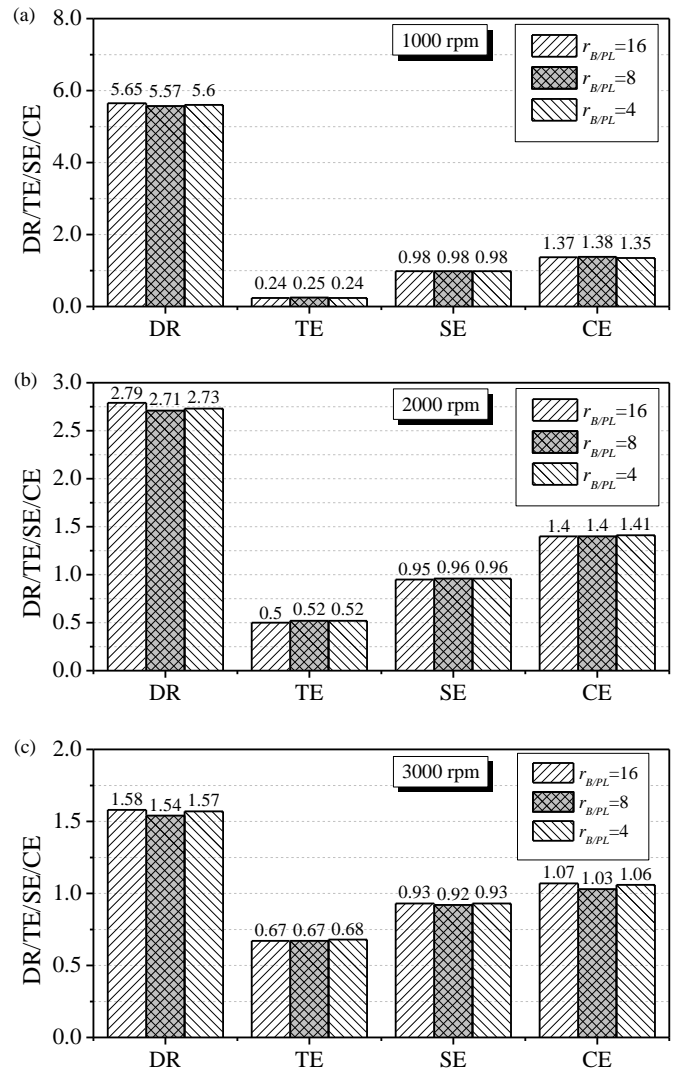 (a)
8.0
6.0
4.0
2.0
0.0
DR/TE/SE/CE
1000 rpm
r_{B/PL}=16
r_{B/PL}=8
r_{B/PL}=4
5.65 5.57 5.6
0.24 0.25 0.24
0.98 0.98 0.98
1.37 1.38 1.35
DR TE SE CE
(b)
3.0
2.5
2.0
1.5
1.0
0.5
0.0
DR/TE/SE/CE
2000 rpm
r_{B/PL}=16
r_{B/PL}=8
r_{B/PL}=4
2.79 2.71 2.73
0.5 0.52 0.52
0.95 0.96 0.96
1.4 1.4 1.41
DR TE SE CE
(c)
2.0
1.5
1.0
0.5
0.0
DR/TE/SE/CE
3000 rpm
r_{B/PL}=16
r_{B/PL}=8
r_{B/PL}=4
1.58 1.54 1.57
0.67 0.67 0.68
0.93 0.92 0.93
1.07 1.03 1.06
DR TE SE CE